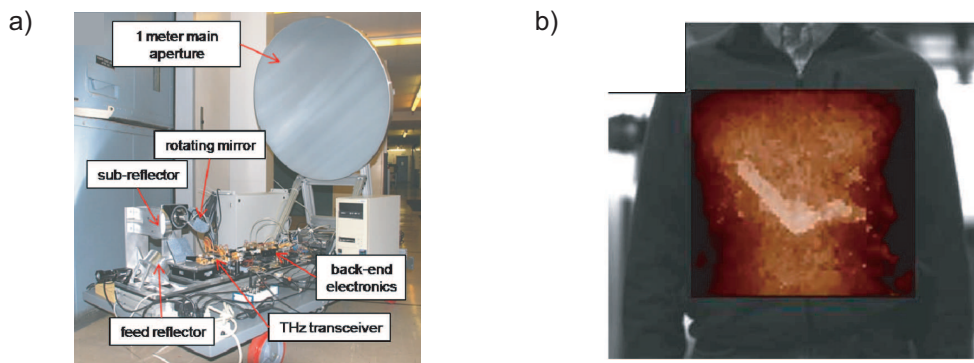 a)
1 meter main
aperture
rotating mirror
sub-reflector
back-end
electronics
feed reflector
THz transceiver
b)